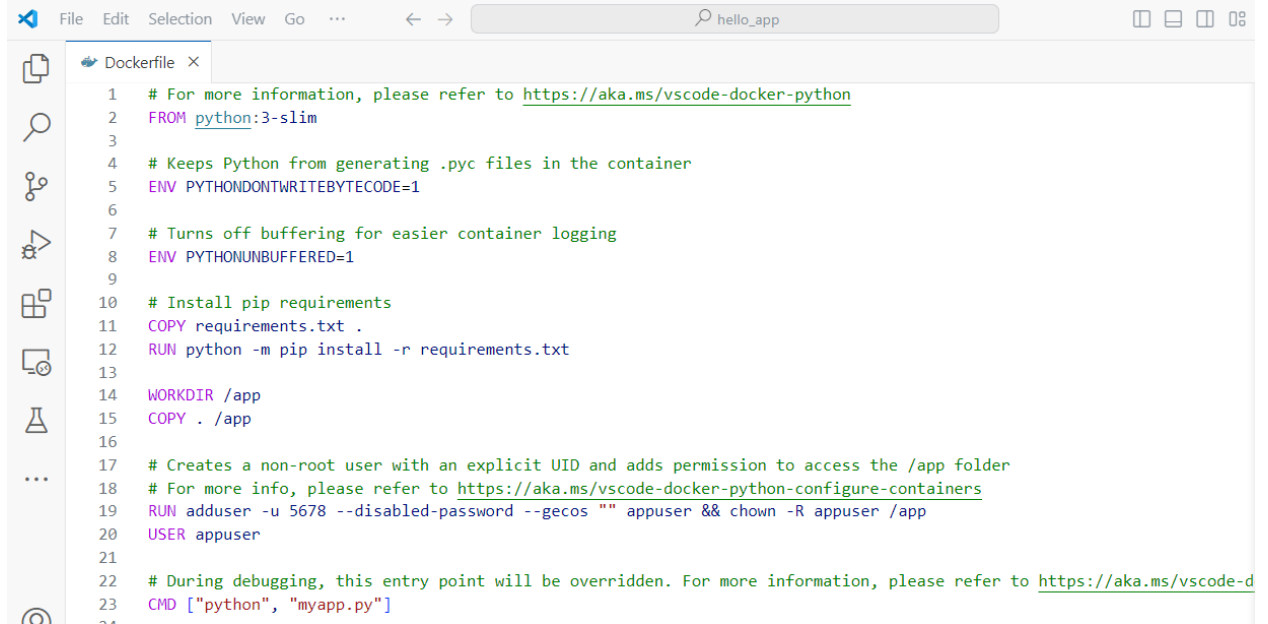 File Edit Selection View Go ··· ← → hello_app
Dockerfile ×
1 # For more information, please refer to https://aka.ms/vscode-docker-python
2 FROM python:3-slim
3
4 # Keeps Python from generating .pyc files in the container
5 ENV PYTHONDONTWRITEBYTECODE=1
6
7 # Turns off buffering for easier container logging
8 ENV PYTHONUNBUFFERED=1
9
10 # Install pip requirements
11 COPY requirements.txt .
12 RUN python -m pip install -r requirements.txt
13
14 WORKDIR /app
15 COPY . /app
16
17 # Creates a non-root user with an explicit UID and adds permission to access the /app folder
18 # For more info, please refer to https://aka.ms/vscode-docker-python-configure-containers
19 RUN adduser -u 5678 --disabled-password --gecos "" appuser && chown -R appuser /app
20 USER appuser
21
22 # During debugging, this entry point will be overridden. For more information, please refer to https://aka.ms/vscode-d
23 CMD ["python", "myapp.py"]